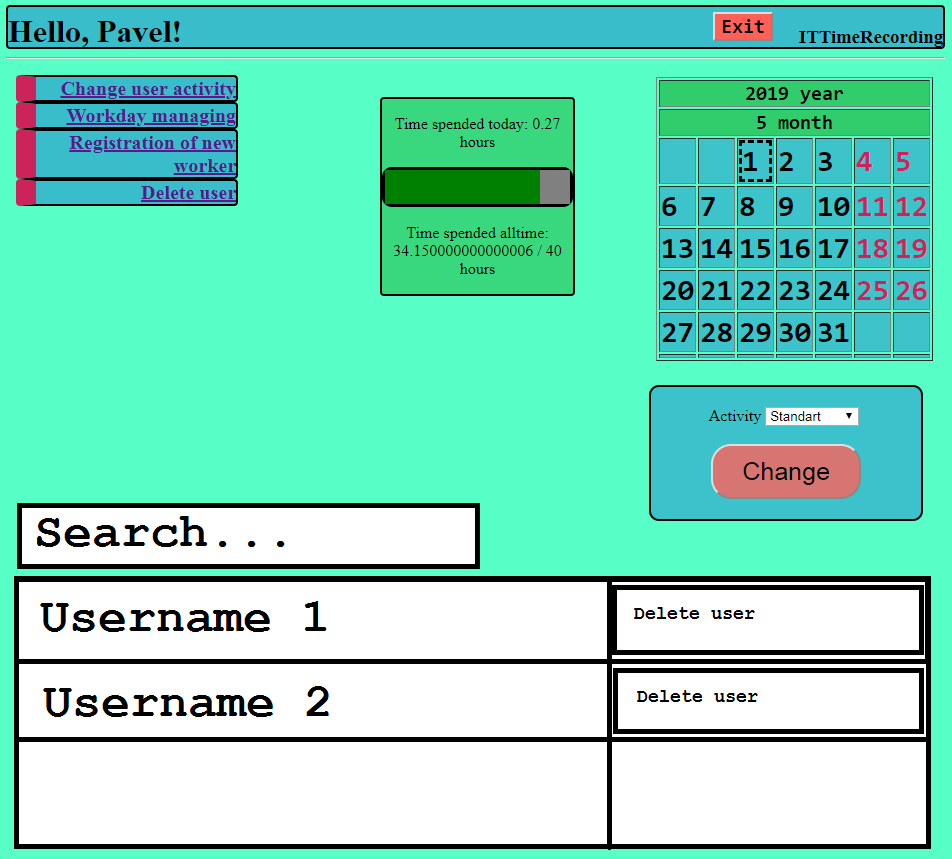 Hello, Pavel!
Exit
ITTimeRecording
Change user activity
Workday managing
Registration of new
worker
Delete user
Time spended today: 0.27
hours
Time spended alltime:
34.150000000000006 / 40
hours
2019 year
5 month
1 2 3 4 5
6 7 8 9 10 11 12
13 14 15 16 17 18 19
20 21 22 23 24 25 26
27 28 29 30 31
Activity Standart
Change
Search...
Username 1 Delete user
Username 2 Delete user